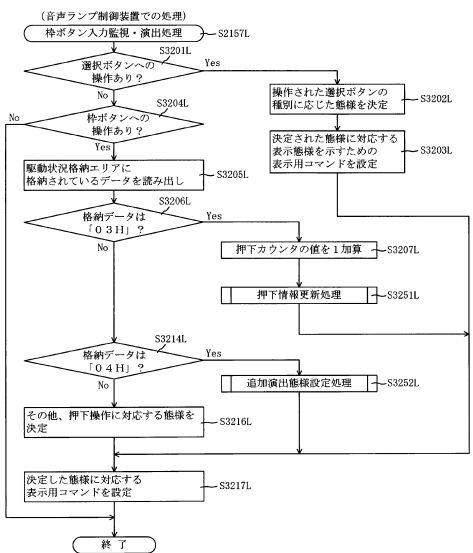 (音声ランプ制御装置での処理)
枠ボタン入力監視・演出処理
S2157L
S3201L
選択ボタンへの
操作あり？
Yes
No
S3202L
操作された選択ボタンの
種別に応じた態様を決定
S3204L
枠ボタンへの
操作あり？
No
Yes
S3203L
決定された態様に対応する
表示態様を示すための
表示用コマンドを設定
駆動状況格納エリアに
格納されているデータを読み出し
S3205L
S3206L
格納データは
「03H」？
Yes
No
押下カウンタの値を1加算
S3207L
押下情報更新処理
S3251L
S3214L
格納データは
「04H」？
Yes
No
追加演出態様設定処理
S3252L
その他、押下操作に対応する態様を
決定
S3216L
決定した態様に対応する
表示用コマンドを設定
S3217L
終了